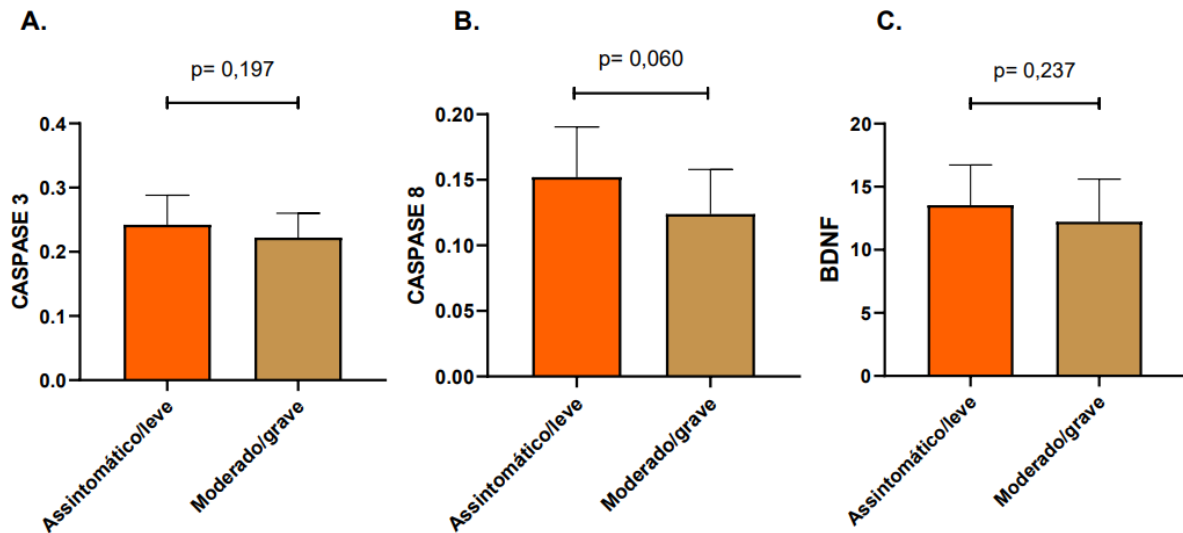 A.
p= 0,197
CASPASE 3
0.4
0.3
0.2
0.1
0.0
Assintomático/leve
Moderado/grave
B.
p= 0,060
CASPASE 8
0.20
0.15
0.10
0.05
0.00
Assintomático/leve
Moderado/grave
C.
p= 0,237
BDNF
20
15
10
5
0
Assintomático/leve
Moderado/grave